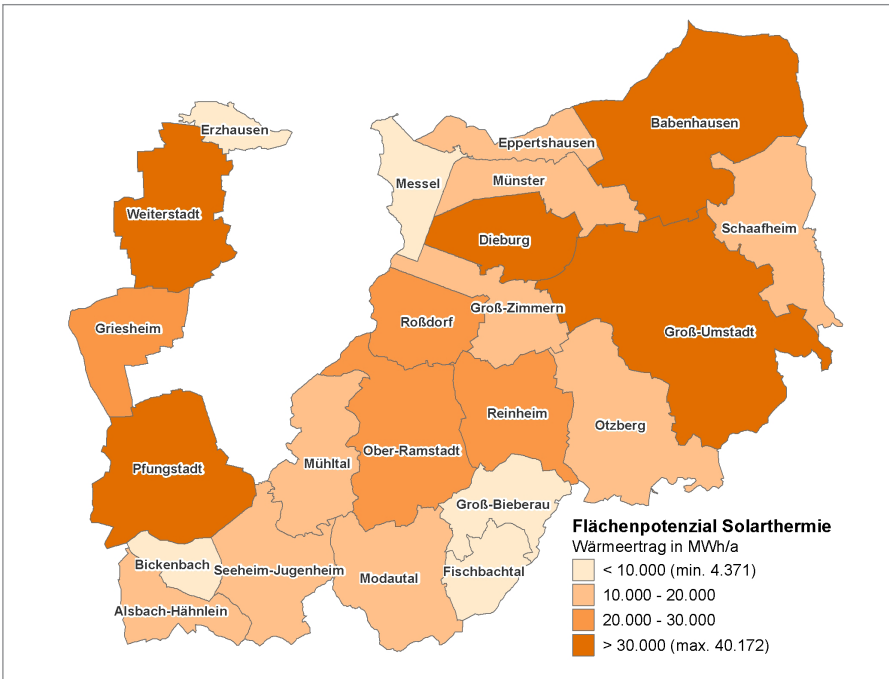 Erzhausen
Babenhausen
Eppertshausen
Messel
Münster
Weiterstadt
Schaafheim
Dieburg
Groß-Zimmern
Roßdorf
Griesheim
Groß-Umstadt
Reinheim
Otzberg
Ober-Ramstadt
Mühltal
Pfungstadt
Groß-Bieberau
Bickenbach
Seeheim-Jugenheim
Modautal
Fischbachtal
Alsbach-Hähnlein
Flächenpotenzial Solarthermie
Wärmeertrag in MWh/a
< 10.000 (min. 4.371)
10.000 - 20.000
20.000 - 30.000
> 30.000 (max. 40.172)